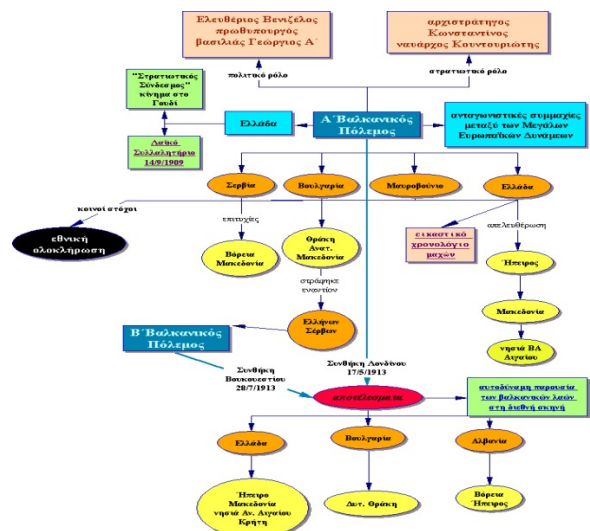 Ελευθέριος Βενιζέλος
πρωθυπουργός
βασιλιάς Γεώργιος Α΄
αρχιστράτηγος
Κωνσταντίνος
ναυάρχος Κουντουριώτης
πολιτικό ρόλο
στρατιωτικό ρόλο
"Στρατιωτικός
Σύνδεσμος"
κίνημα στο
Γουδί
Ελλάδα
Α΄Βαλκανικός
Πόλεμος
ανταγωνιστικές συμμαχίες
μεταξύ των Μεγάλων
Ευρωπαϊκών Δυνάμεων
Λαϊκό
Συλλαλητήριο
14/9/1909
Σερβία
Βουλγαρία
Μαυροβούνιο
Ελλάδα
κοινοί στόχοι
επιτυχίες
απελευθέρωση
εθνική
ολοκλήρωση
Βόρεια
Μακεδονία
Θράκη
Ανατ.
Μακεδονία
εικαστικό
χρονολόγιο
μαχών
Ήπειρος
στράφηκε
εναντίον
Μακεδονία
Ελλήνων
Σέρβων
Β΄Βαλκανικός
Πόλεμος
νησιά ΒΑ
Αιγαίου
Συνθήκη
Βουκουεστίου
28/7/1913
Συνθήκη Λονδίνου
17/5/1913
αποτελέσματα
αυτοδύναμη παρουσία
των βαλκανικών λαών
στη διεθνή σκηνή
Ελλάδα
Βουλγαρία
Αλβανία
Ήπειρο
Μακεδονία
νησιά Αν. Αιγαίου
Κρήτη
Δυτ. Θράκη
Βόρεια
Ήπειρος